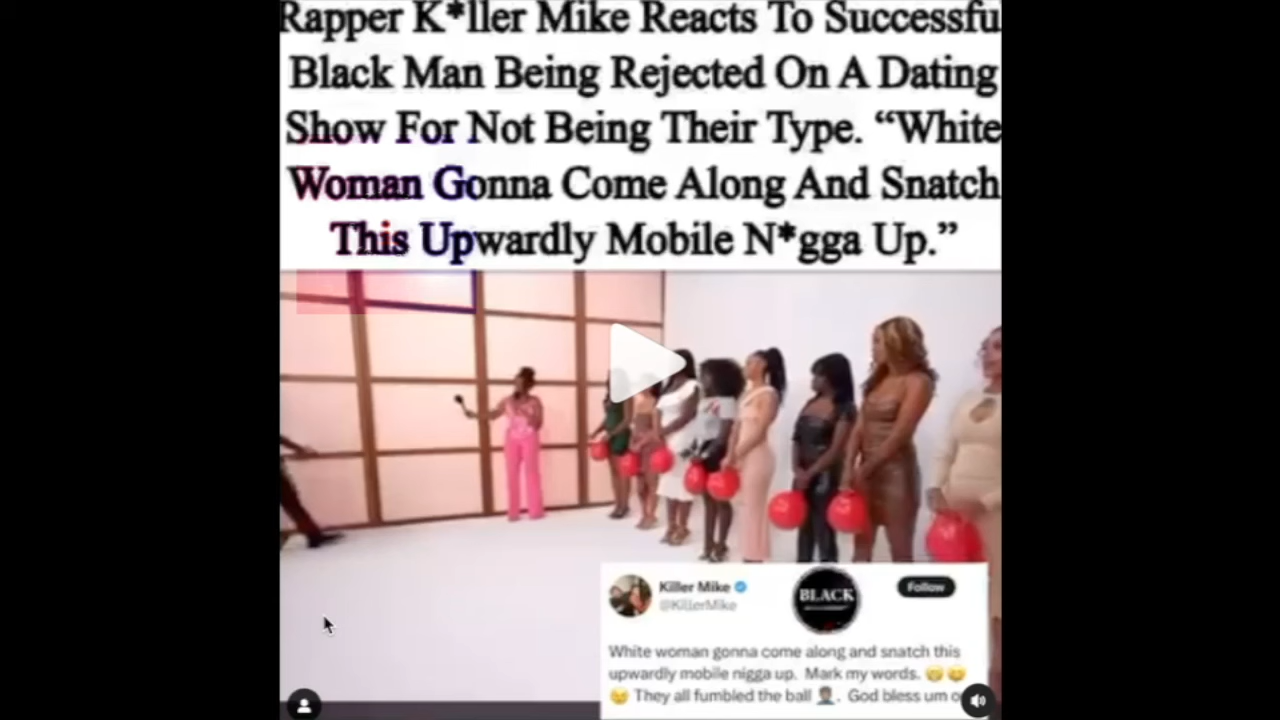 Rapper K*ller Mike Reacts To Successfu
Black Man Being Rejected On A Dating
Show For Not Being Their Type. “White
Woman Gonna Come Along And Snatch
This Upwardly Mobile N*gga Up.”
Killer Mike
@KillerMike
BLACK
Follow
White woman gonna come along and snatch this
upwardly mobile nigga up. Mark my words. 😁😄
😉 They all fumbled the ball 🤦🏾‍♂️. God bless um o